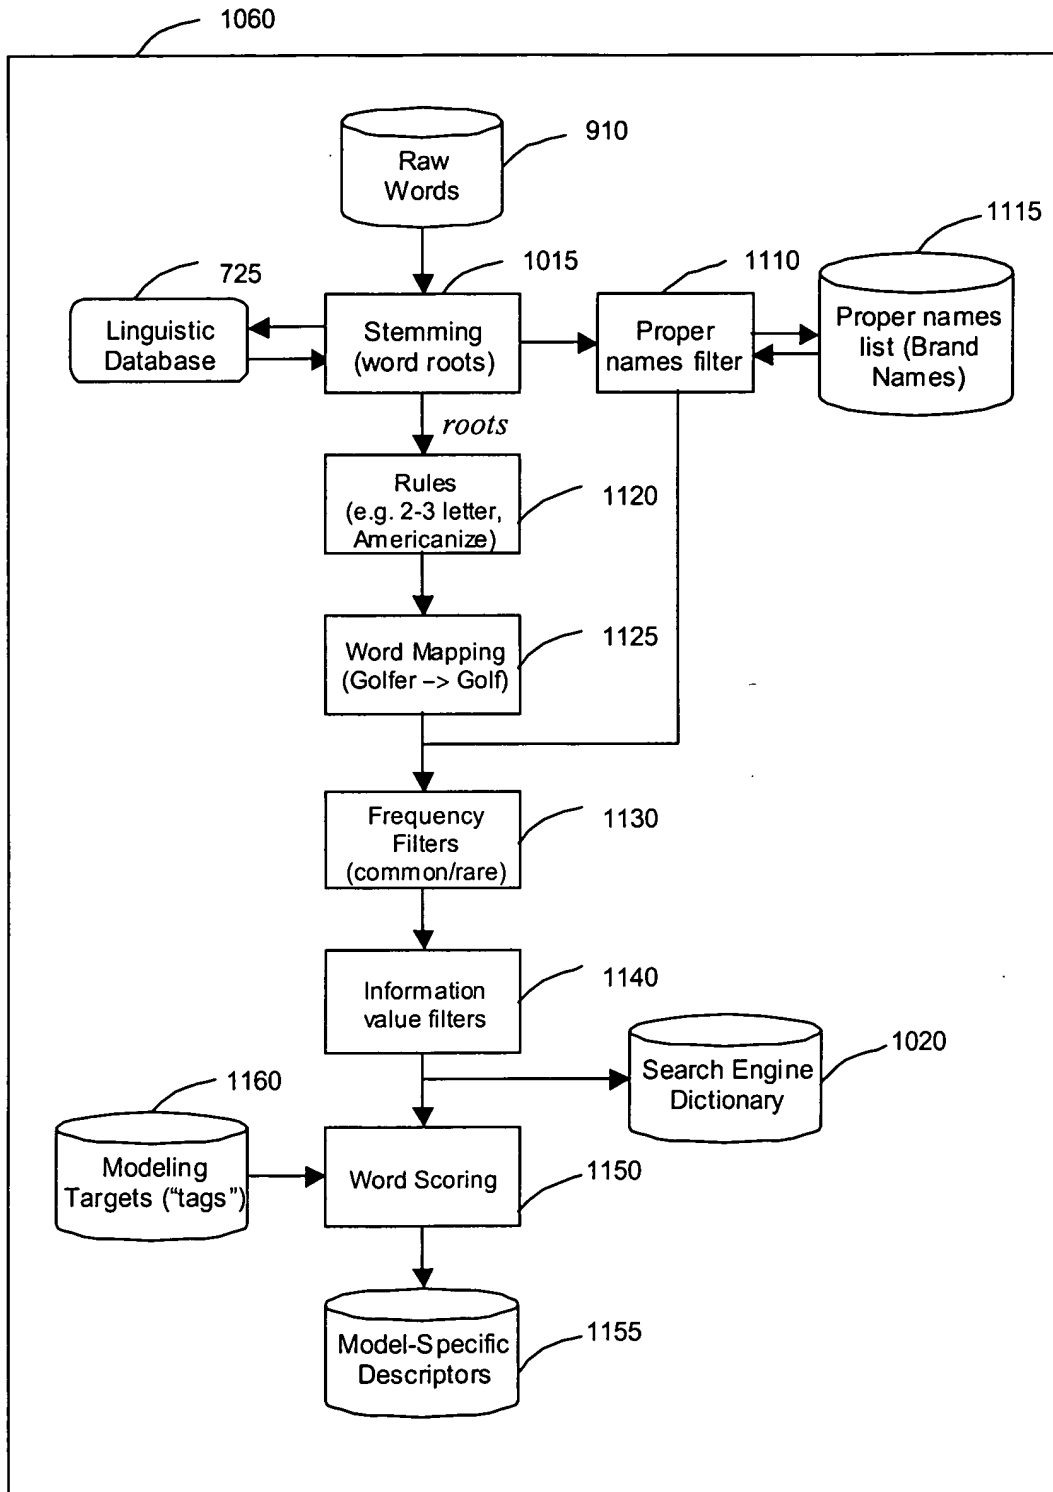 1060
910
Raw
Words
1115
1110
1015
725
Linguistic
Database
Stemming
(word roots)
Proper
names filter
Proper names
list (Brand
Names)
roots
Rules
(e.g. 2-3 letter,
Americanize)
1120
Word Mapping
(Golfer –> Golf)
1125
Frequency
Filters
(common/rare)
1130
Information
value filters
1140
1020
Search Engine
Dictionary
1160
Modeling
Targets (“tags”)
Word Scoring
1150
Model-Specific
Descriptors
1155